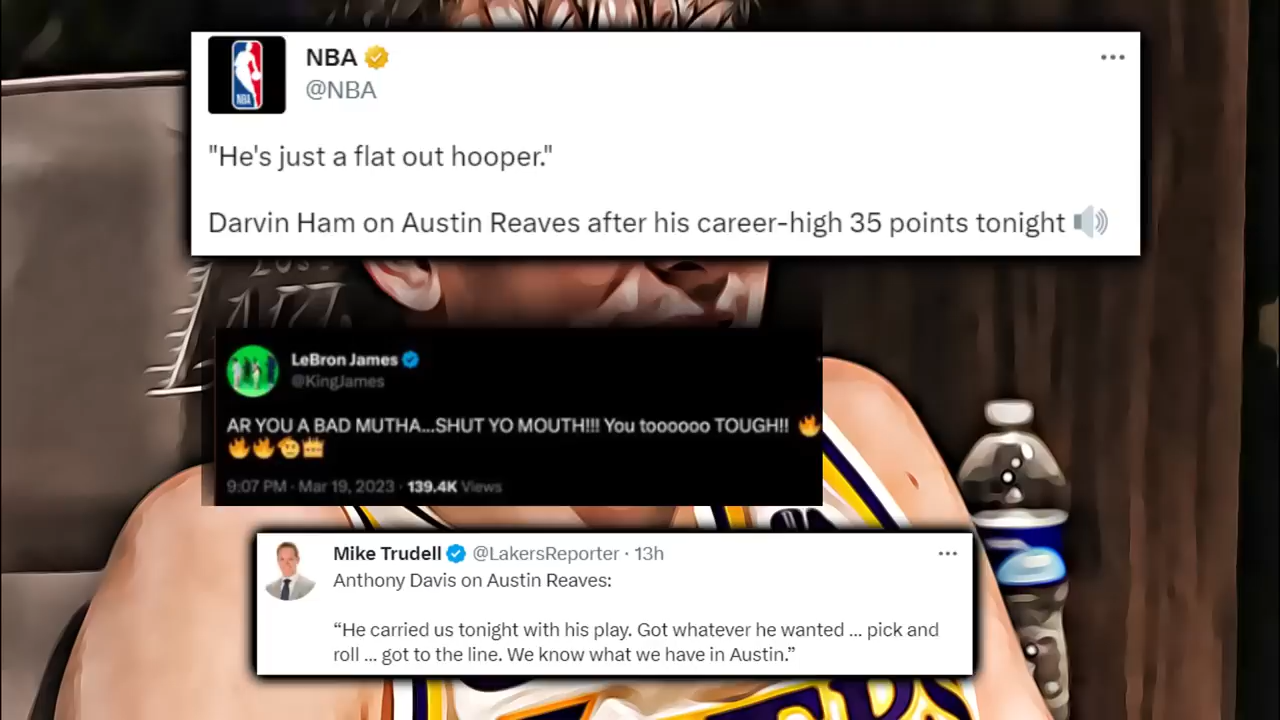 NBA
@NBA
"He's just a flat out hooper."
Darvin Ham on Austin Reaves after his career-high 35 points tonight 🔊
LeBron James
@KingJames
AR YOU A BAD MUTHA...SHUT YO MOUTH!!! You toooooo TOUGH!! 🔥
🔥🔥🫡👑
9:07 PM · Mar 19, 2023 · 139.4K Views
Mike Trudell @LakersReporter · 13h
Anthony Davis on Austin Reaves:
“He carried us tonight with his play. Got whatever he wanted ... pick and
roll ... got to the line. We know what we have in Austin.”